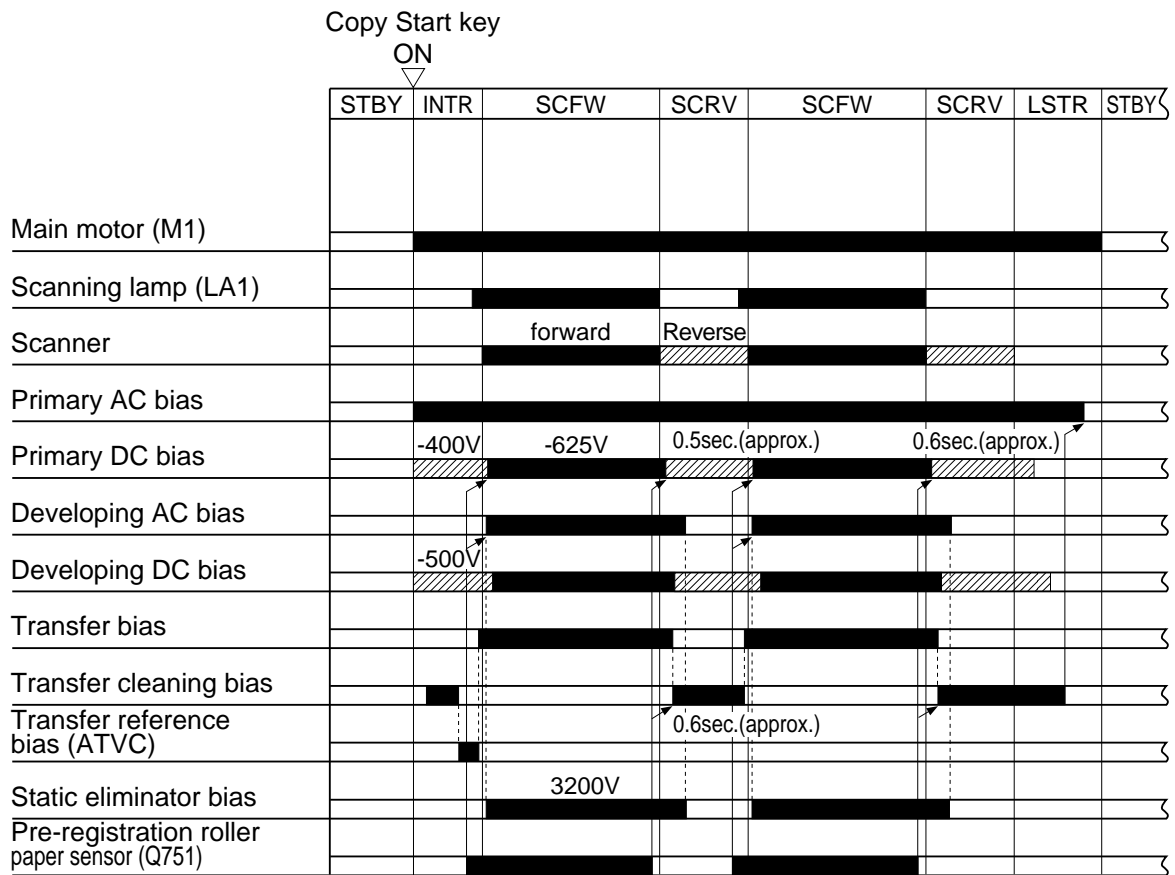 Copy Start key
ON
STBY INTR SCFW SCRV SCFW SCRV LSTR STBY
Main motor (M1)
Scanning lamp (LA1)
forward Reverse
Scanner
Primary AC bias
-400V -625V 0.5sec.(approx.) 0.6sec.(approx.)
Primary DC bias
Developing AC bias
-500V
Developing DC bias
Transfer bias
Transfer cleaning bias
Transfer reference
bias (ATVC)
0.6sec.(approx.)
3200V
Static eliminator bias
Pre-registration roller
paper sensor (Q751)